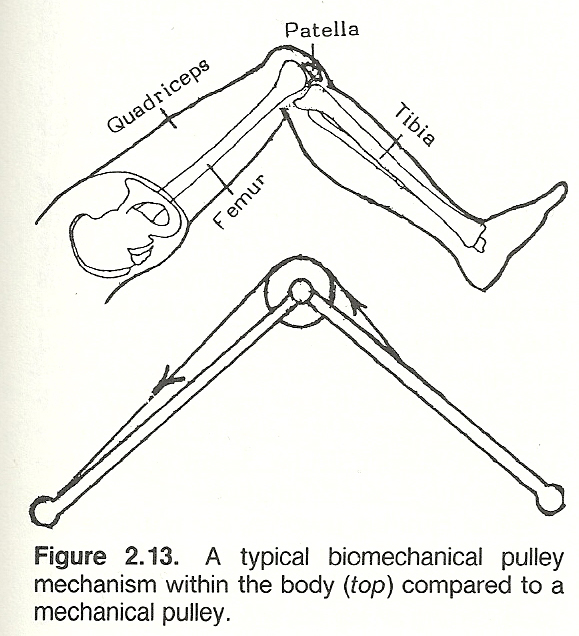 Patella
Quadriceps
Tibia
Femur
Figure 2.13. A typical biomechanical pulley
mechanism within the body (top) compared to a
mechanical pulley.